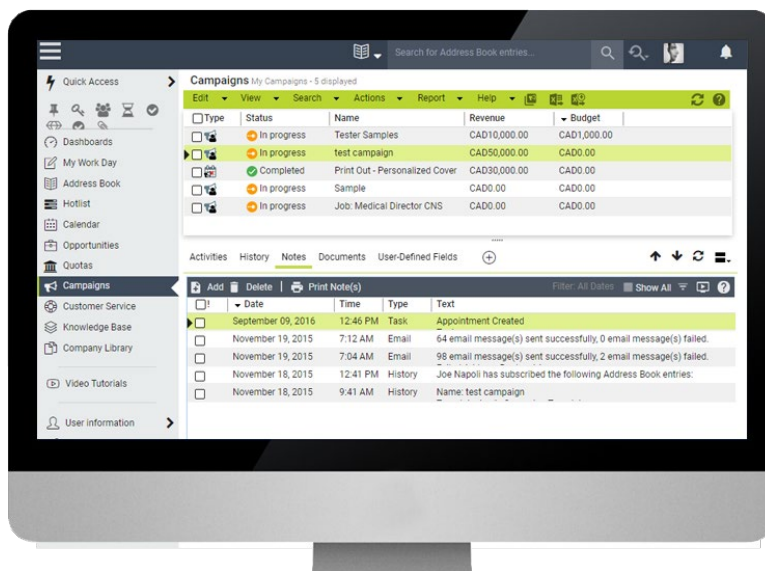 Search for Address Book entries...
Quick Access
Campaigns My Campaigns - 5 displayed
Edit View Search Actions Report Help
Type Status Name Revenue Budget
In progress Tester Samples CAD10,000.00 CAD1,000.00
In progress test campaign CAD50,000.00 CAD0.00
Completed Print Out - Personalized Cover CAD30,000.00 CAD0.00
In progress Sample CAD0.00 CAD0.00
In progress Job: Medical Director CNS CAD0.00 CAD0.00
Dashboards
My Work Day
Address Book
Hotlist
Calendar
Opportunities
Quotas
Campaigns
Customer Service
Knowledge Base
Company Library
Video Tutorials
User information
Activities History Notes Documents User-Defined Fields
Add Delete | Print Note(s) Filter: All Dates Show All
! Date Time Type Text
September 09, 2016 12:46 PM Task Appointment Created
November 19, 2015 7:12 AM Email 64 email message(s) sent successfully, 0 email message(s) failed.
November 19, 2015 7:04 AM Email 98 email message(s) sent successfully, 2 email message(s) failed.
November 18, 2015 12:41 PM History Joe Napoli has subscribed the following Address Book entries:
November 18, 2015 9:41 AM History Name: test campaign